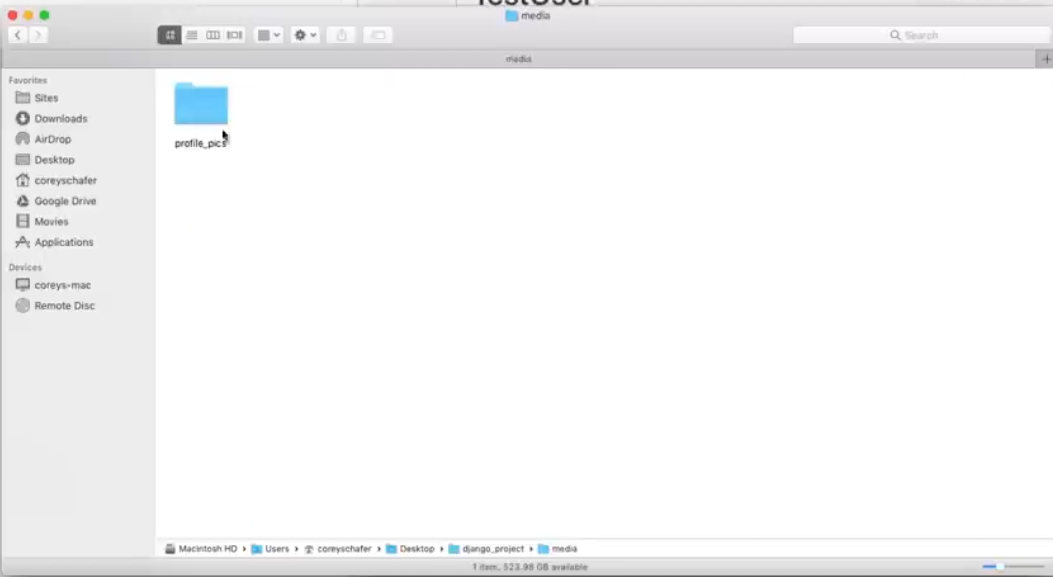 TestUser
media
Search
media
Favorites
Sites
Downloads
AirDrop
Desktop
coreyschafer
Google Drive
Movies
Applications
Devices
coreys-mac
Remote Disc
profile_pics
Macintosh HD › Users › coreyschafer › Desktop › django_project › media
1 item, 523.98 GB available